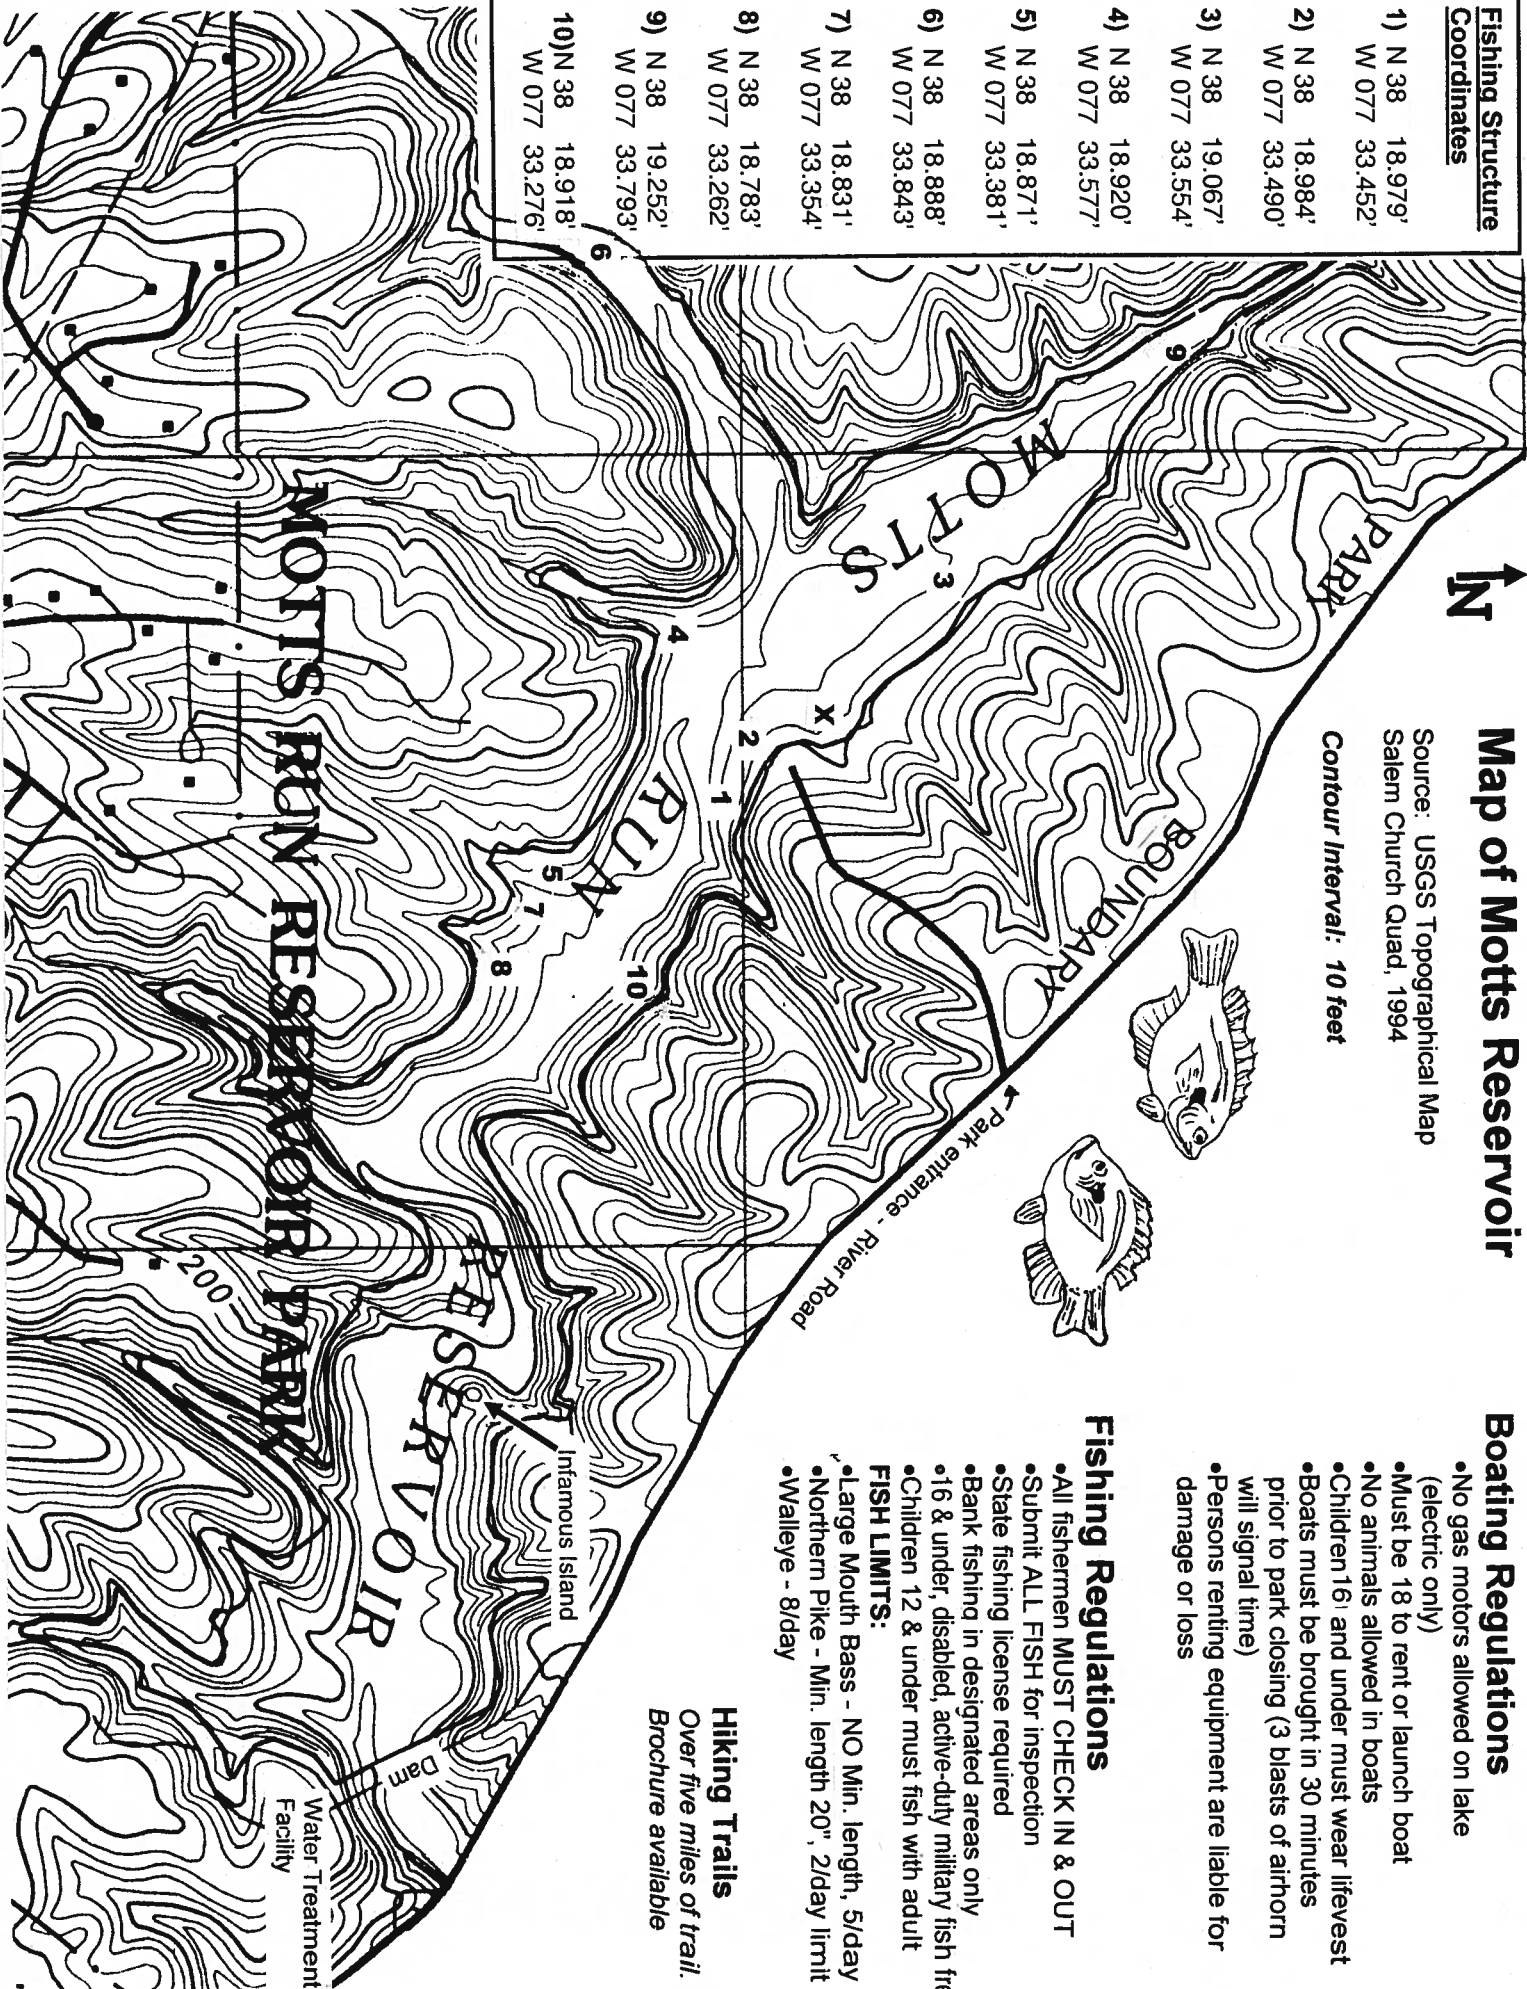 Fishing Structure
Coordinates
1) N 38 18.979'
W 077 33.452'
2) N 38 18.984'
W 077 33.490'
3) N 38 19.067'
W 077 33.554'
4) N 38 18.920'
W 077 33.577'
5) N 38 18.871'
W 077 33.381'
6) N 38 18.888'
W 077 33.843'
7) N 38 18.831'
W 077 33.354'
8) N 38 18.783'
W 077 33.262'
9) N 38 19.252'
W 077 33.793'
10)N 38 18.918'
W 077 33.276'
N
Map of Motts Reservoir
Source: USGS Topographical Map
Salem Church Quad, 1994
Contour Interval: 10 feet
Boating Regulations
•No gas motors allowed on lake
(electric only)
•Must be 18 to rent or launch boat
•No animals allowed in boats
•Children16 and under must wear lifevest
•Boats must be brought in 30 minutes
prior to park closing (3 blasts of airhorn
will signal time)
•Persons renting equipment are liable for
damage or loss
Fishing Regulations
•All fishermen MUST CHECK IN & OUT
•Submit ALL FISH for inspection
•State fishing license required
•Bank fishing in designated areas only
•16 & under, disabled, active-duty military fish fre
•Children 12 & under must fish with adult
FISH LIMITS:
•Large Mouth Bass - NO Min. length, 5/day
•Northern Pike - Min. length 20", 2/day limit
•Walleye - 8/day
Hiking Trails
Over five miles of trail.
Brochure available
PARK
BOUNDARY
Park entrance - River Road
MOTTS
RUN
RESERVOIR
9
3
X
6
4
2
1
5
7
8
10
Infamous Island
Dam
Water Treatment
Facility
MOTTS RUN RESERVOIR PARK
200